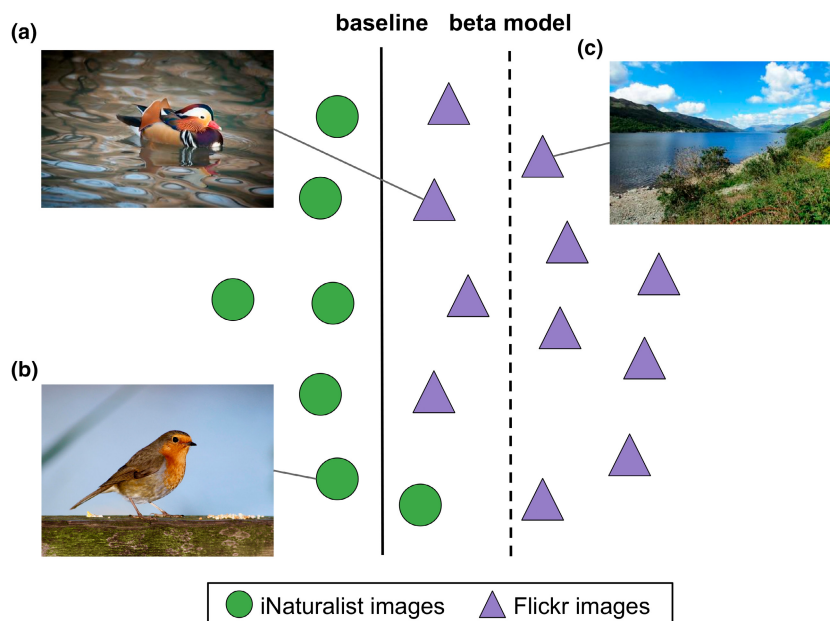 baseline beta model
(a)
(c)
(b)
iNaturalist images Flickr images